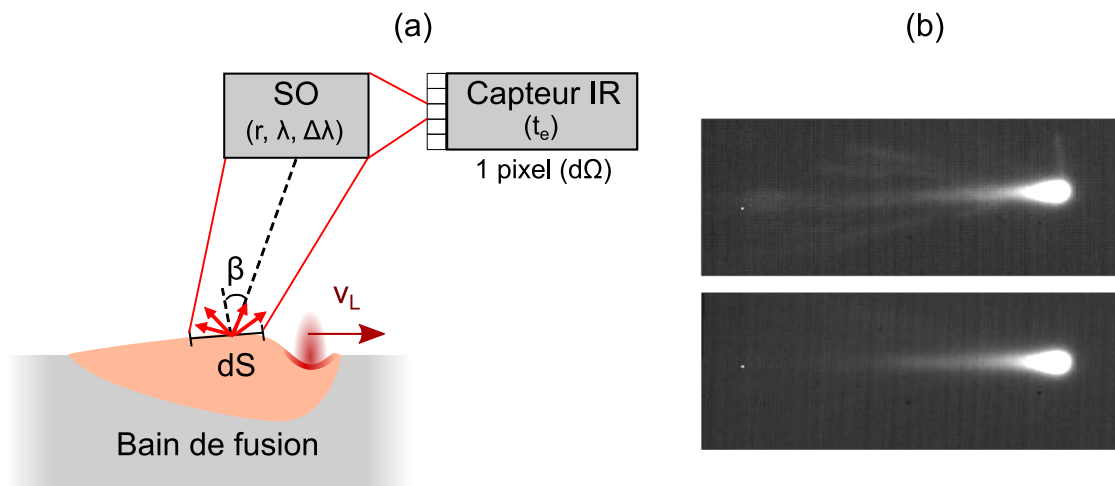 (a)
(b)
SO
(r, λ, Δλ)
Capteur IR
(tₑ)
1 pixel (dΩ)
β
v_L
dS
Bain de fusion